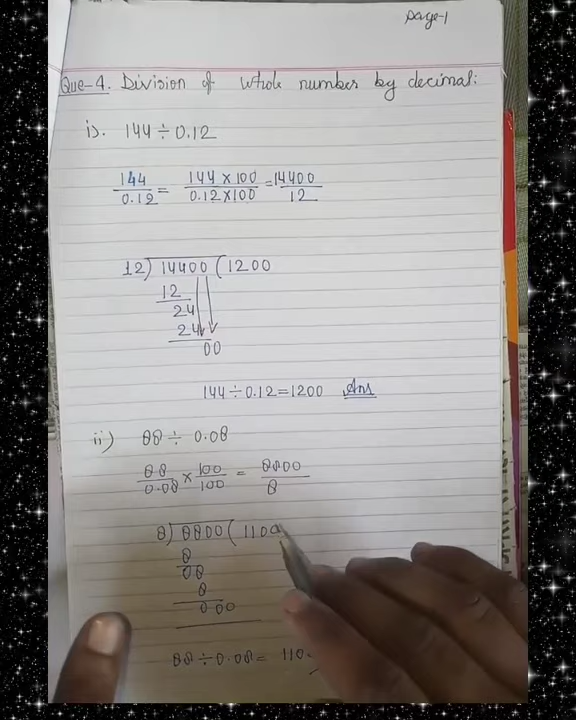 Page-1
Que-4. Division of whole number by decimal:
i). 144 ÷ 0.12
144/0.12 = 144 × 100/0.12 × 100 = 14400/12
12) 14400 (1200
12
24
24
00
144 ÷ 0.12 = 1200 Ans
ii) 88 ÷ 0.08
88/0.08 × 100/100 = 8800/8
8) 8800 (1100
8
08
8
000
88 ÷ 0.08 = 110